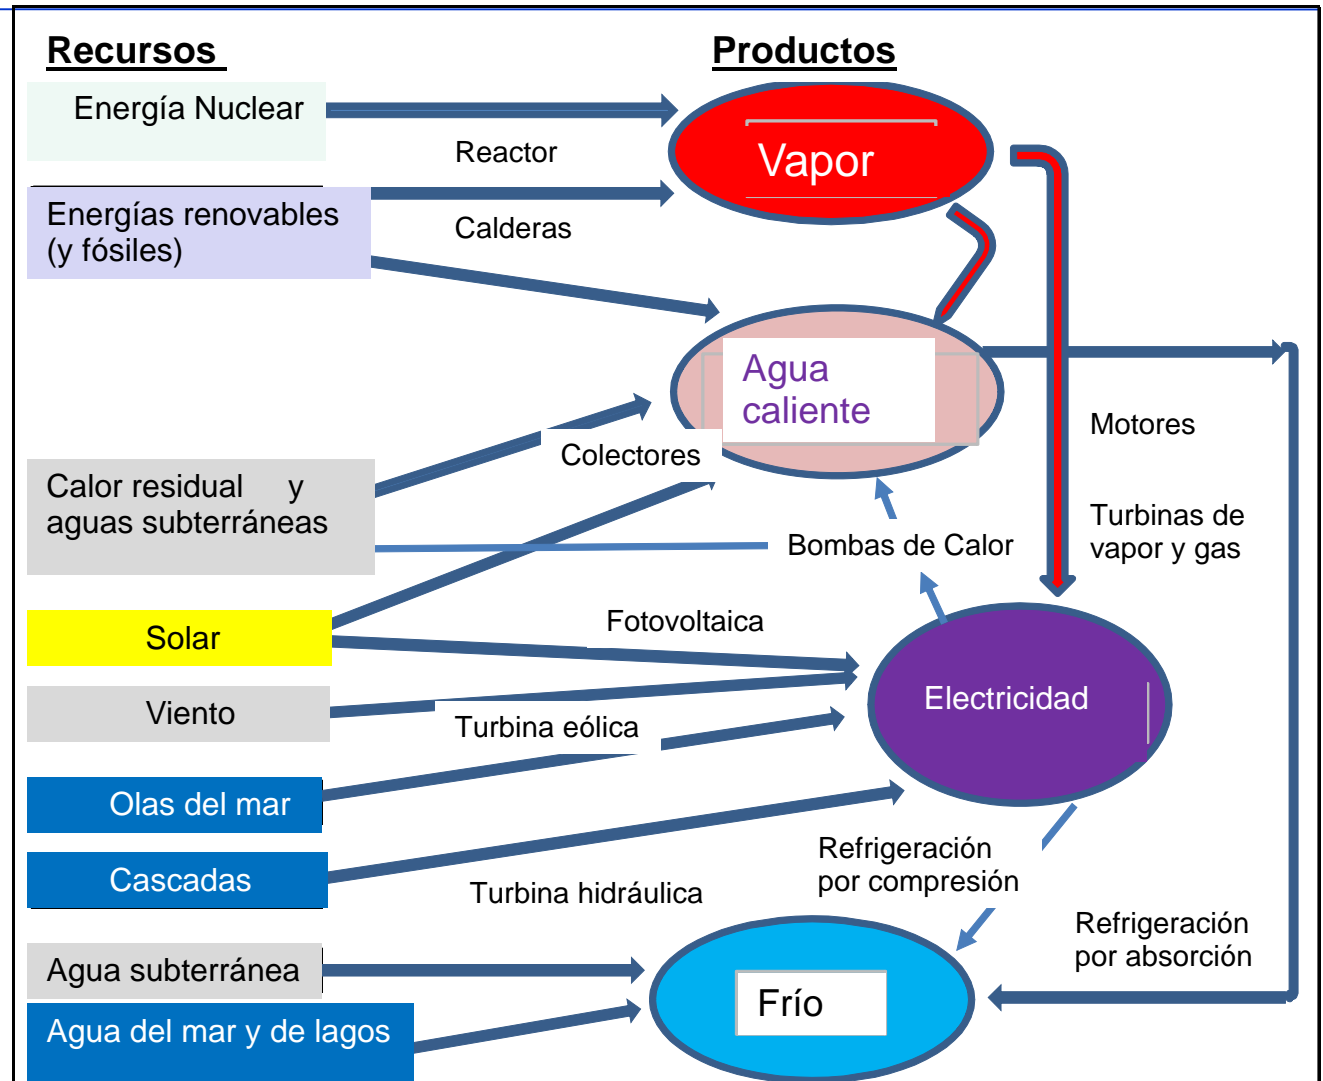 Recursos
Productos
Energía Nuclear
Vapor
Reactor
Energías renovables
(y fósiles)
Calderas
Agua
caliente
Motores
Colectores
Calor residual y
aguas subterráneas
Turbinas de
vapor y gas
Bombas de Calor
Solar
Fotovoltaica
Viento
Turbina eólica
Electricidad
Olas del mar
Cascadas
Turbina hidráulica
Refrigeración
por compresión
Refrigeración
por absorción
Agua subterránea
Frío
Agua del mar y de lagos